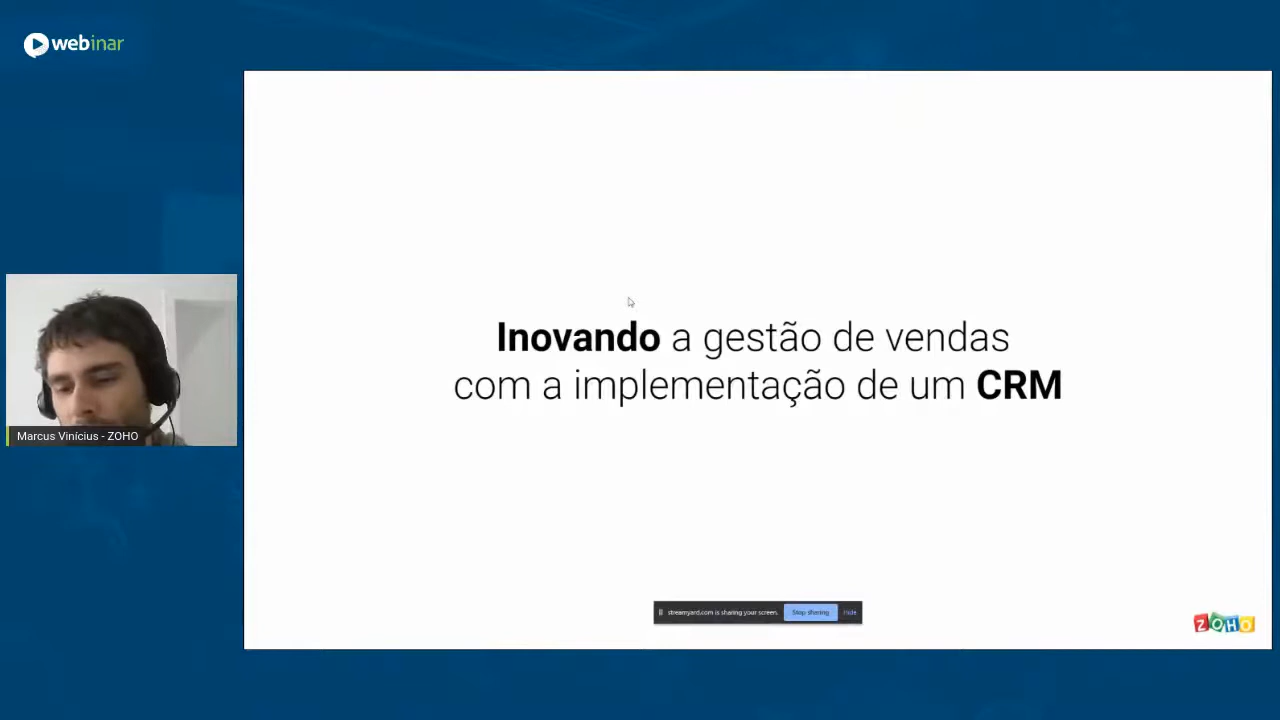 webinar
Inovando a gestão de vendas
com a implementação de um CRM
Marcus Vinícius - ZOHO
streamyard.com is sharing your screen. Stop sharing Hide
ZOHO